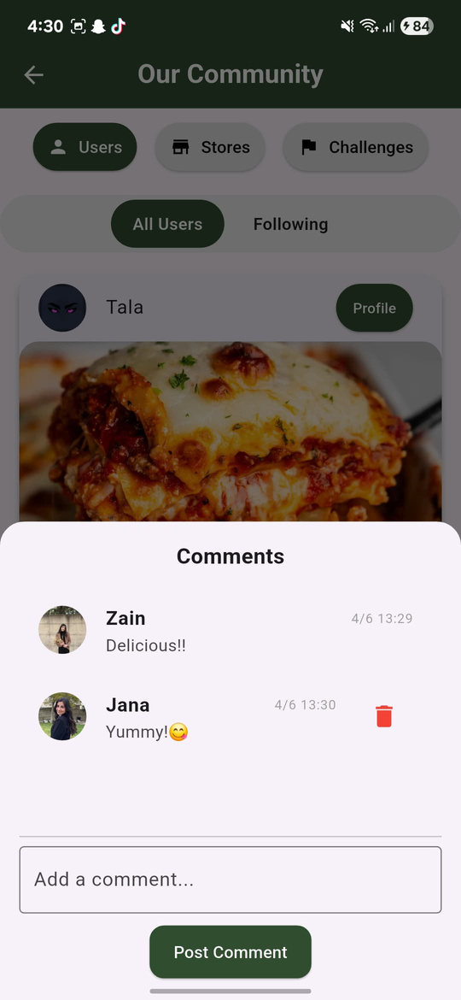 4:30 84
Our Community
Users Stores Challenges
All Users Following
Tala Profile
Comments
Zain 4/6 13:29
Delicious!!
Jana 4/6 13:30
Yummy!😋
Add a comment...
Post Comment